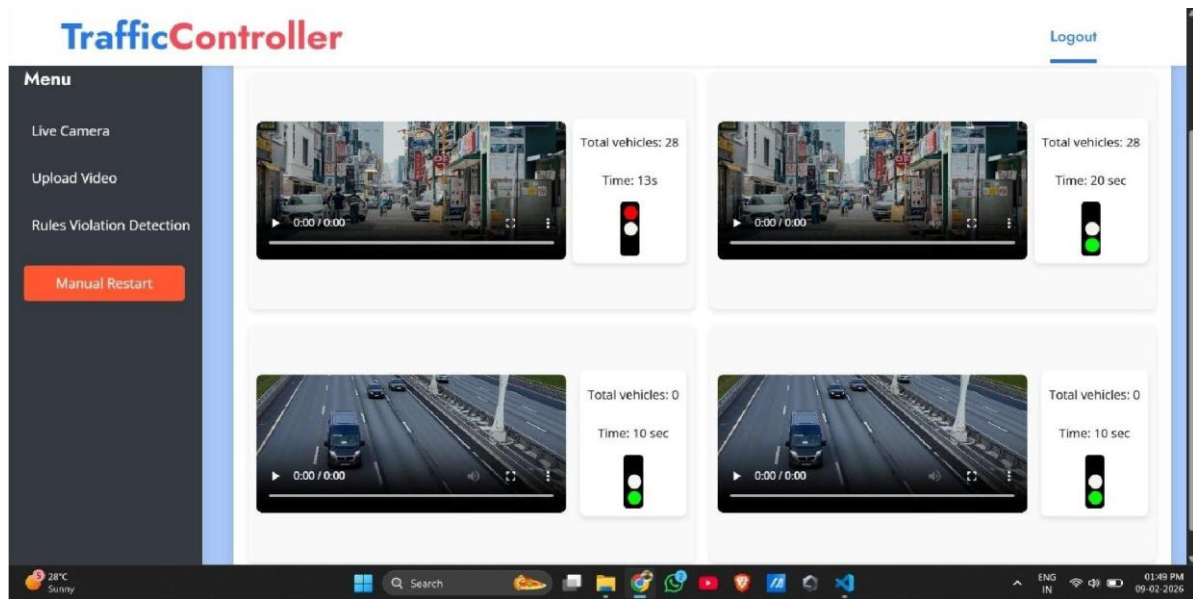 TrafficController
Logout
Menu
Live Camera
Upload Video
Rules Violation Detection
Manual Restart
Total vehicles: 28
Time: 13s
0:00 / 0:00
Total vehicles: 28
Time: 20 sec
0:00 / 0:00
Total vehicles: 0
Time: 10 sec
0:00 / 0:00
Total vehicles: 0
Time: 10 sec
0:00 / 0:00
5
28°C
Sunny
Search
2
ENG
IN
01:49 PM
09-02-2026